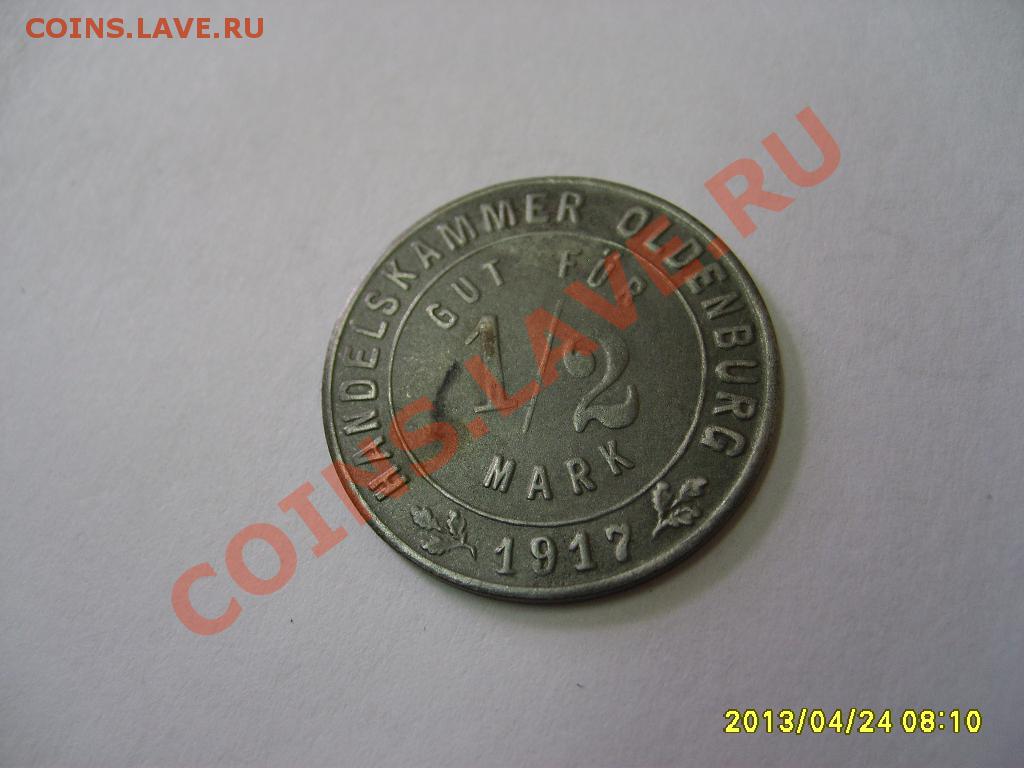 COINS.LAVE.RU
HANDELSKAMMER OLDENBURG
GUT FÜR
1/2
MARK
1917
COINS.LAVE.RU
2013/04/24 08:10